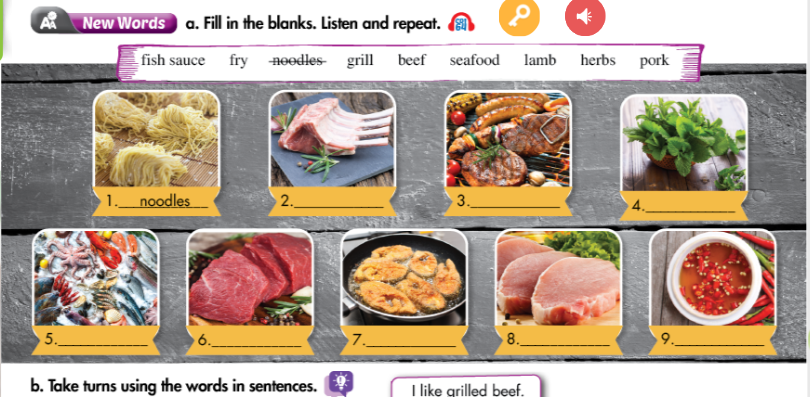 New Words a. Fill in the blanks. Listen and repeat.
fish sauce fry noodles grill beef seafood lamb herbs pork
1. noodles 2. 3. 4.
5. 6. 7. 8. 9.
b. Take turns using the words in sentences. I like grilled beef.